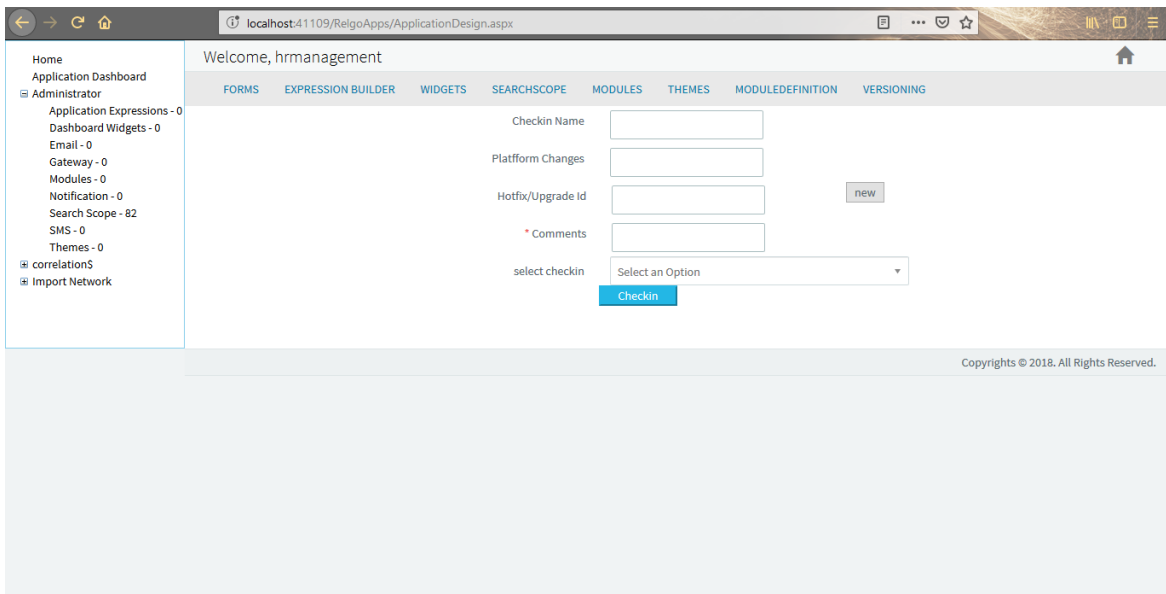 localhost:41109/RelgoApps/ApplicationDesign.aspx
Home
Application Dashboard
Administrator
Application Expressions - 0
Dashboard Widgets - 0
Email - 0
Gateway - 0
Modules - 0
Notification - 0
Search Scope - 82
SMS - 0
Themes - 0
correlation$
Import Network
Welcome, hrmanagement
FORMS EXPRESSION BUILDER WIDGETS SEARCHSCOPE MODULES THEMES MODULEDEFINITION VERSIONING
Checkin Name
Platfform Changes
Hotfix/Upgrade Id new
* Comments
select checkin Select an Option
Checkin
Copyrights © 2018. All Rights Reserved.